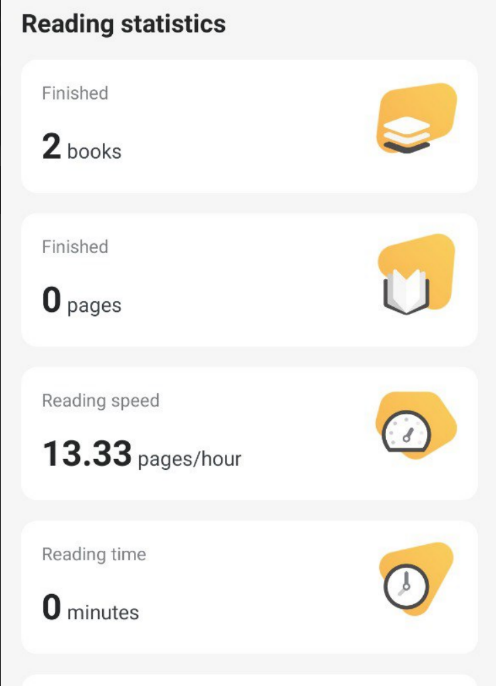 Reading statistics
Finished
2 books
Finished
0 pages
Reading speed
13.33 pages/hour
Reading time
0 minutes